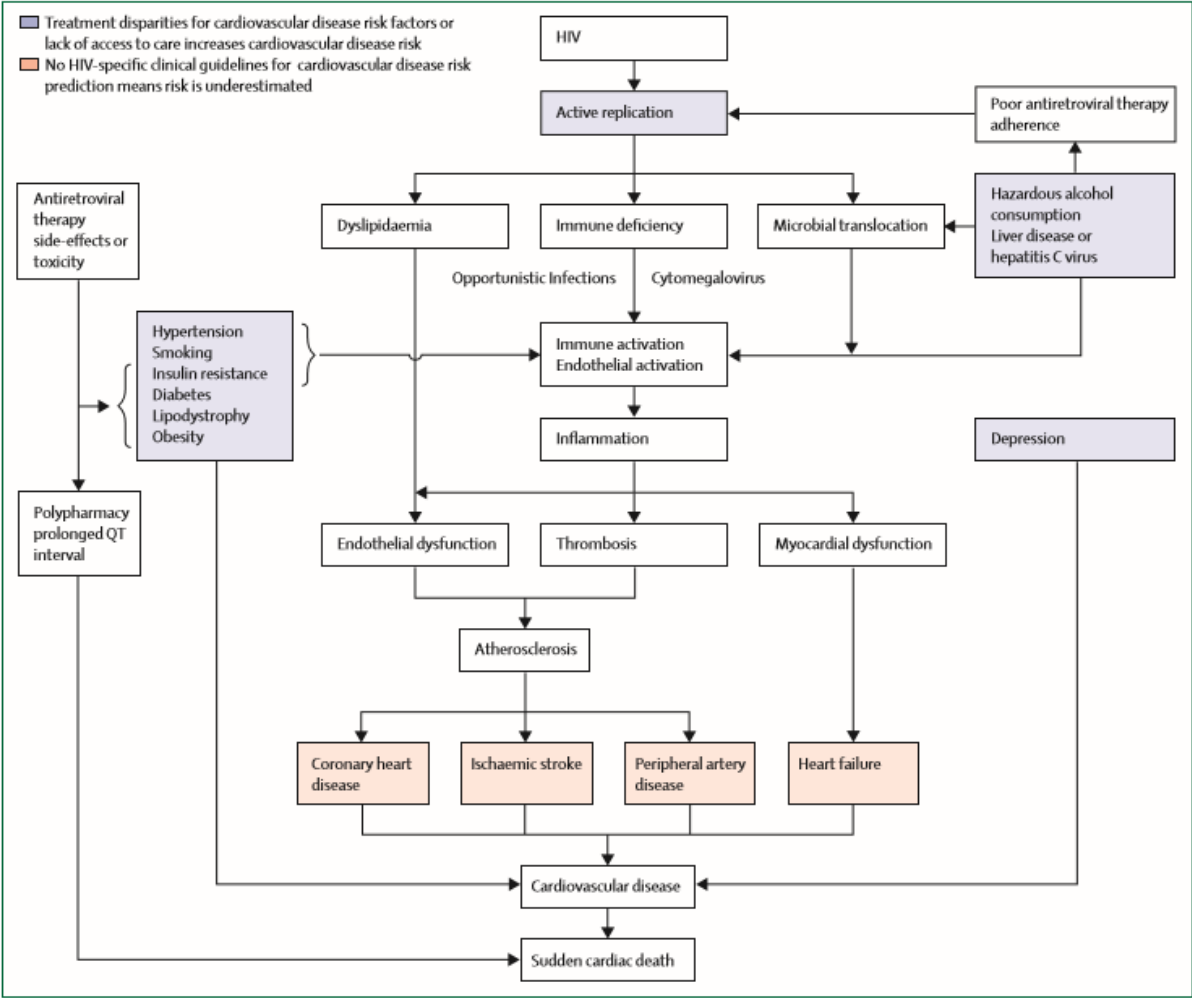 Treatment disparities for cardiovascular disease risk factors or
lack of access to care increases cardiovascular disease risk
No HIV-specific clinical guidelines for cardiovascular disease risk
prediction means risk is underestimated
HIV
Active replication
Poor antiretroviral therapy
adherence
Antiretroviral
therapy
side-effects or
toxicity
Dyslipidaemia
Immune deficiency
Microbial translocation
Hazardous alcohol
consumption
Liver disease or
hepatitis C virus
Opportunistic Infections
Cytomegalovirus
Hypertension
Smoking
Insulin resistance
Diabetes
Lipodystrophy
Obesity
Immune activation
Endothelial activation
Inflammation
Depression
Polypharmacy
prolonged QT
interval
Endothelial dysfunction
Thrombosis
Myocardial dysfunction
Atherosclerosis
Coronary heart
disease
Ischaemic stroke
Peripheral artery
disease
Heart failure
Cardiovascular disease
Sudden cardiac death